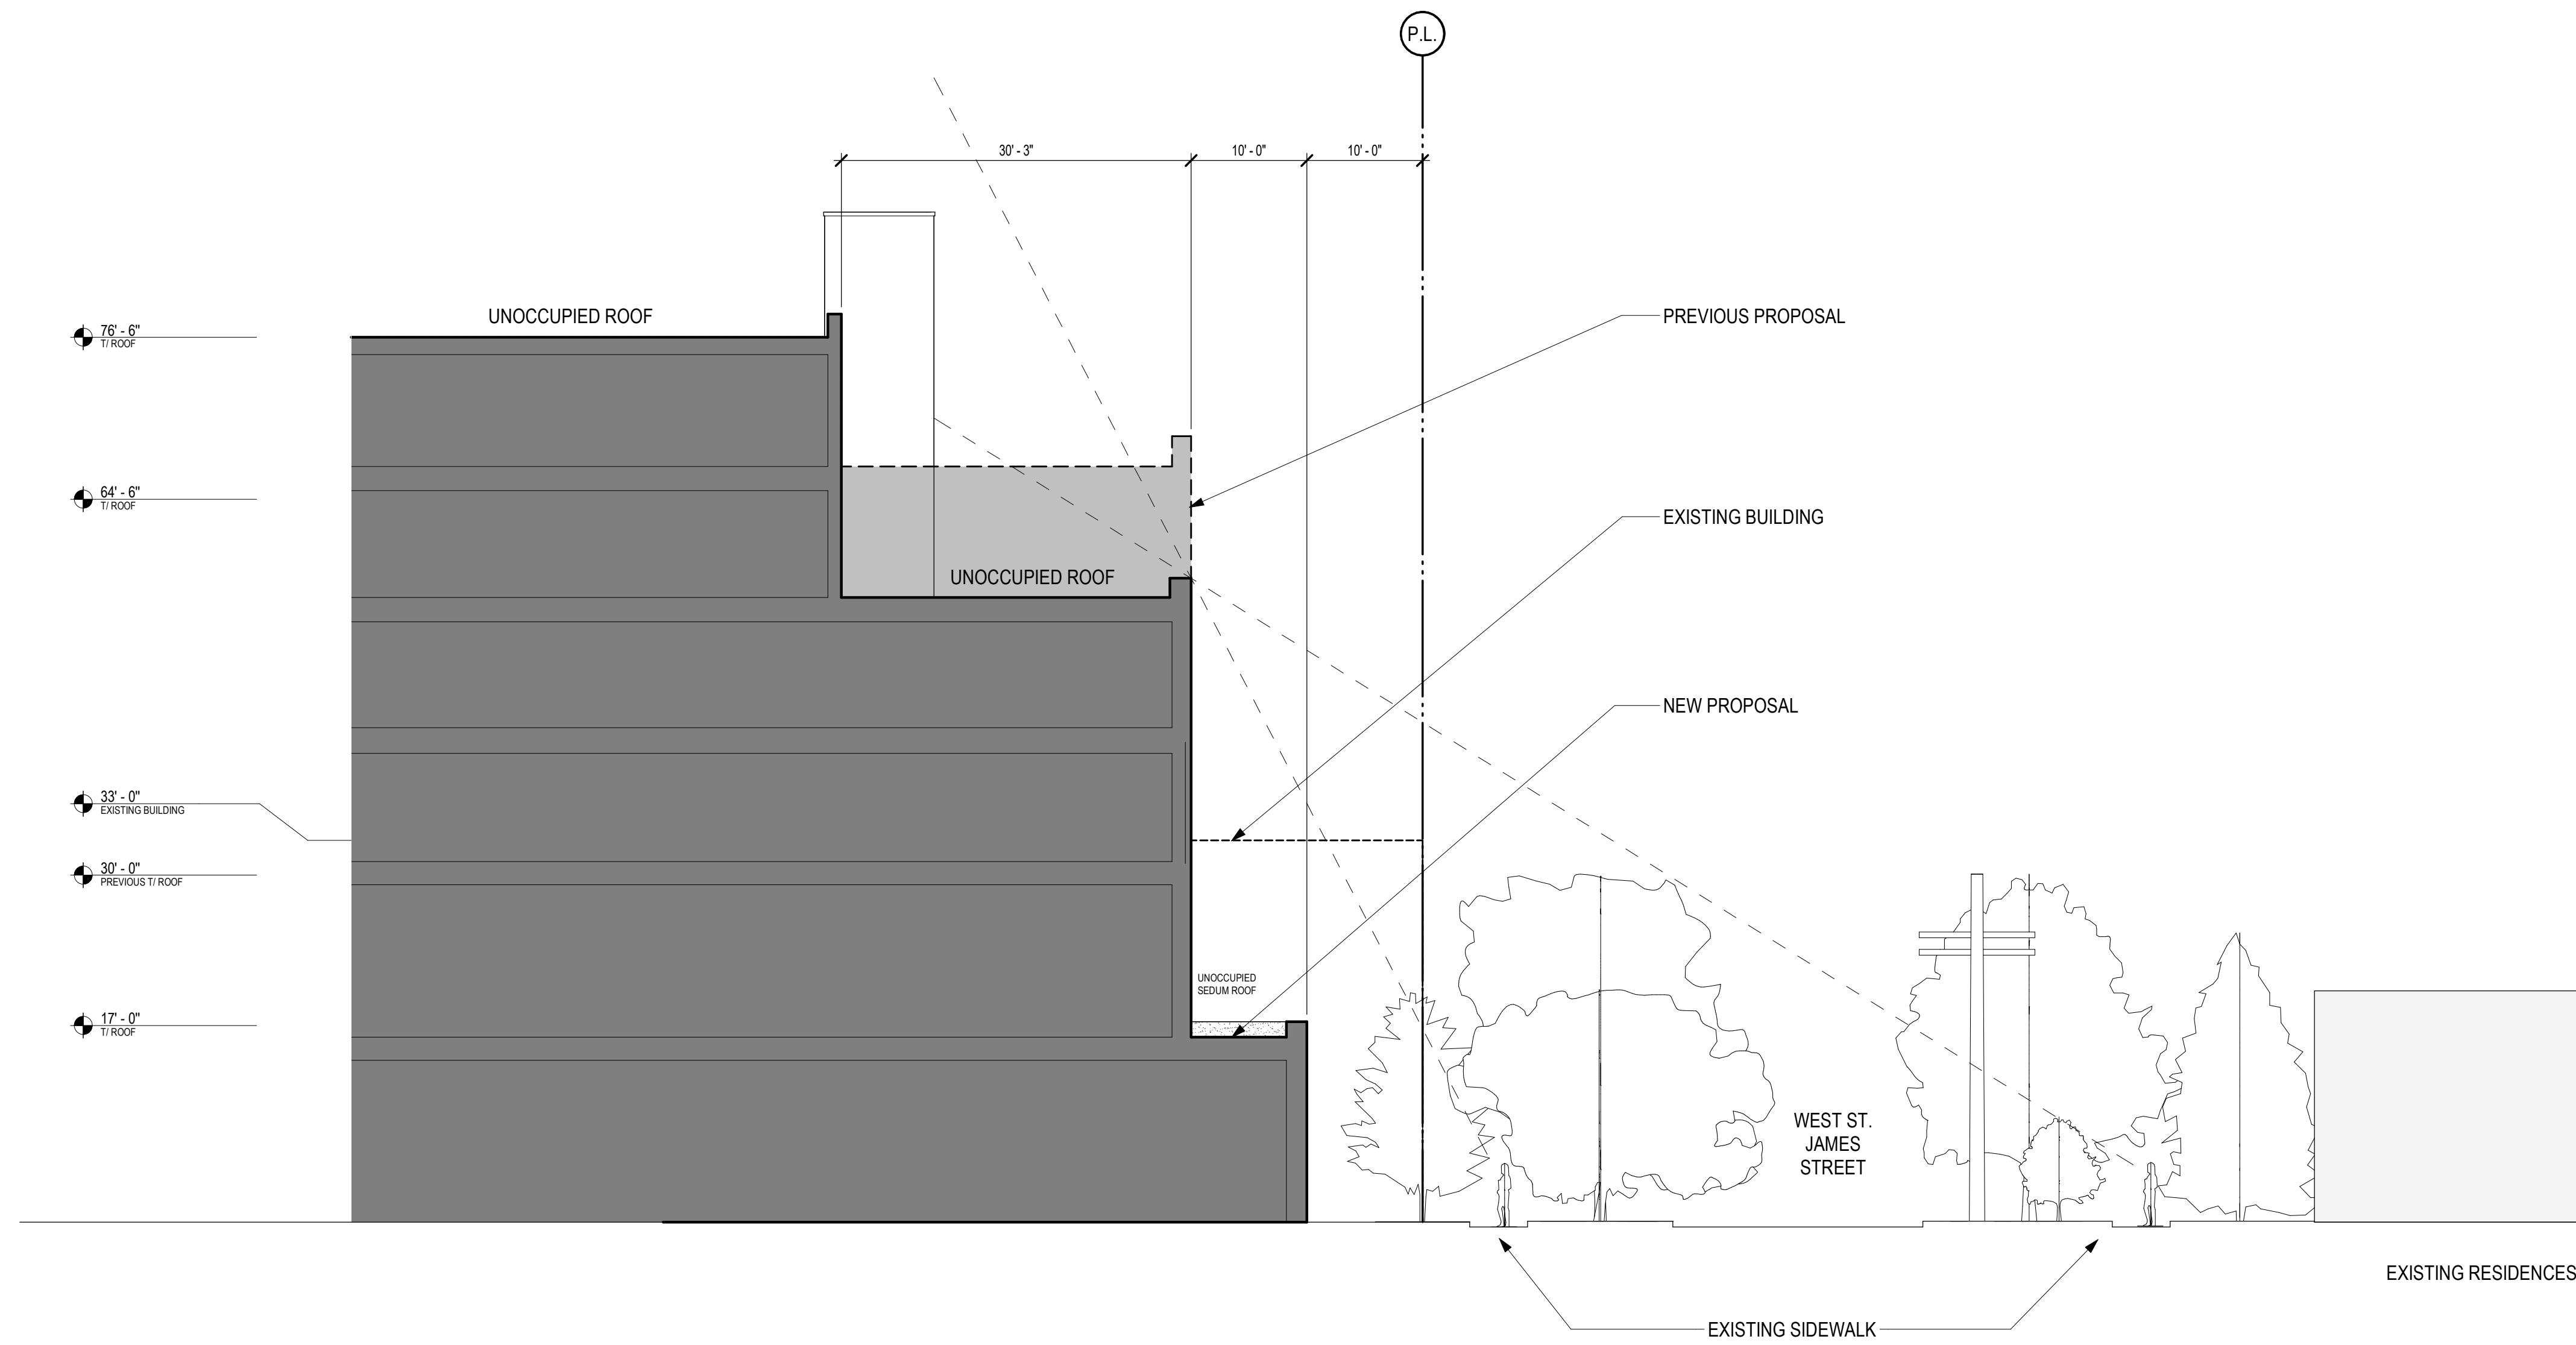 P.L.
30' - 3"
10' - 0"
10' - 0"
UNOCCUPIED ROOF
PREVIOUS PROPOSAL
76' - 6"
T/ ROOF
64' - 6"
T/ ROOF
EXISTING BUILDING
UNOCCUPIED ROOF
NEW PROPOSAL
33' - 0"
EXISTING BUILDING
30' - 0"
PREVIOUS T/ ROOF
UNOCCUPIED
SEDUM ROOF
17' - 0"
T/ ROOF
WEST ST.
JAMES
STREET
EXISTING RESIDENCES
EXISTING SIDEWALK